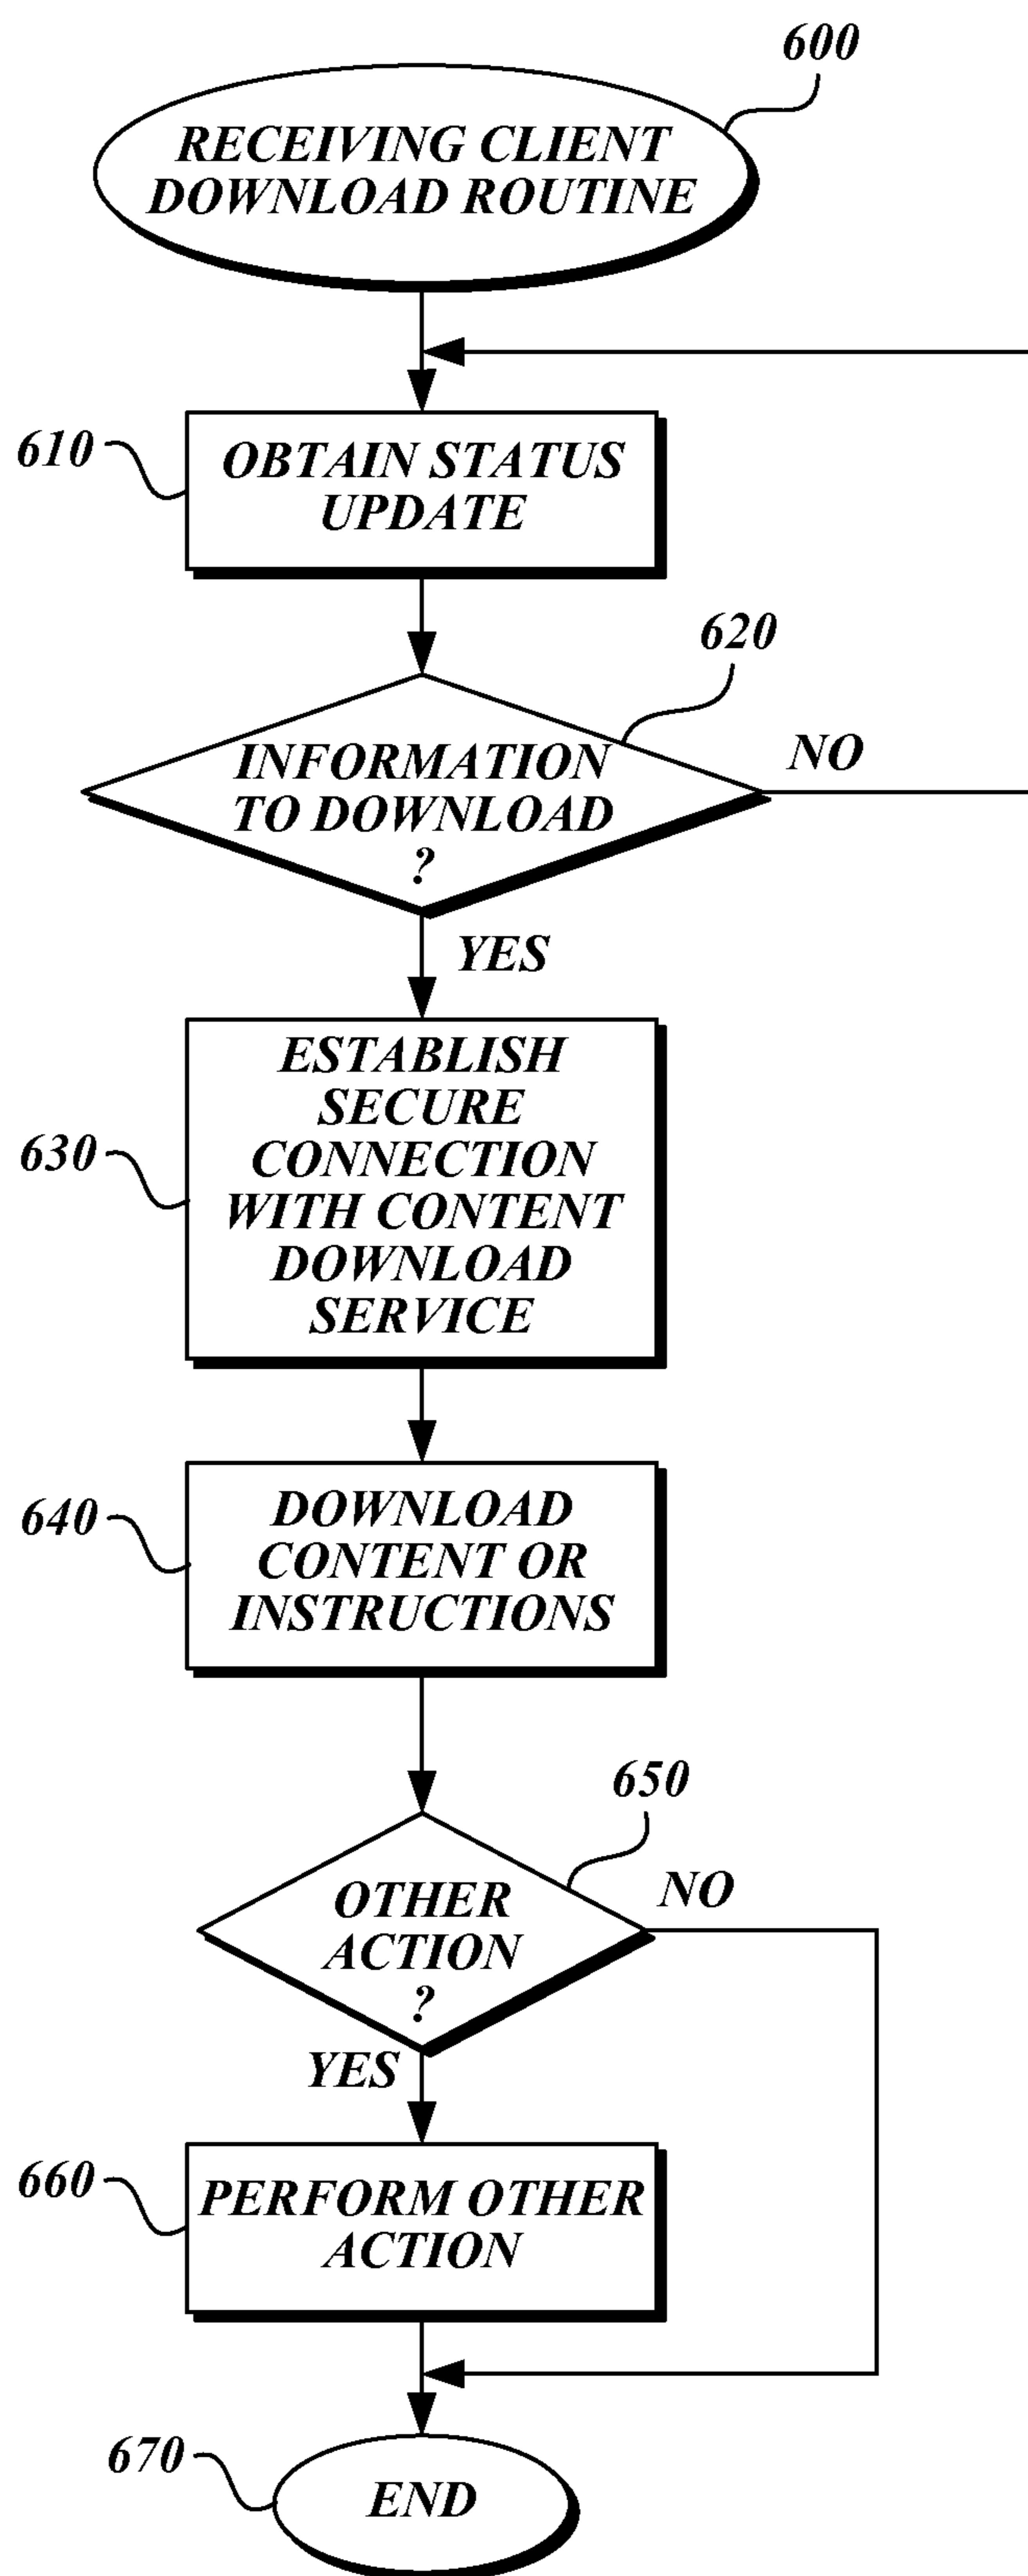 600
RECEIVING CLIENT
DOWNLOAD ROUTINE
610
OBTAIN STATUS
UPDATE
620
INFORMATION
TO DOWNLOAD
?
NO
YES
630
ESTABLISH
SECURE
CONNECTION
WITH CONTENT
DOWNLOAD
SERVICE
640
DOWNLOAD
CONTENT OR
INSTRUCTIONS
650
OTHER
ACTION
?
NO
YES
660
PERFORM OTHER
ACTION
670
END